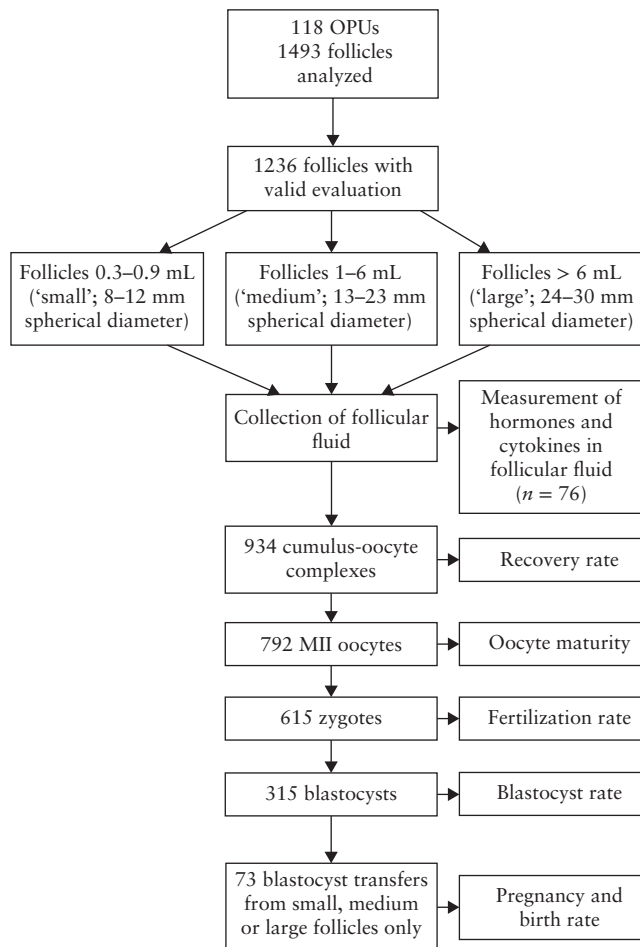 118 OPUs
1493 follicles
analyzed
1236 follicles with
valid evaluation
Follicles 0.3–0.9 mL
(‘small’; 8–12 mm
spherical diameter)
Follicles 1–6 mL
(‘medium’; 13–23 mm
spherical diameter)
Follicles > 6 mL
(‘large’; 24–30 mm
spherical diameter)
Collection of follicular
fluid
Measurement of
hormones and
cytokines in
follicular fluid
(n = 76)
934 cumulus-oocyte
complexes
Recovery rate
792 MII oocytes
Oocyte maturity
615 zygotes
Fertilization rate
315 blastocysts
Blastocyst rate
73 blastocyst transfers
from small, medium
or large follicles only
Pregnancy and
birth rate